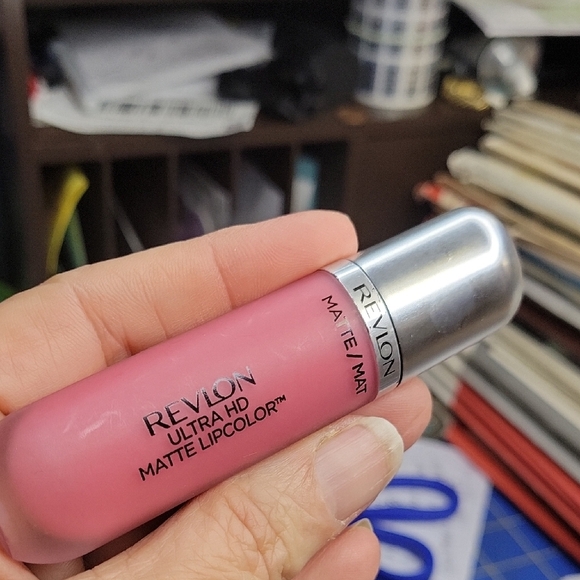 REVLON
MATTE / MAT
REVLON
ULTRA HD
MATTE LIPCOLOR™